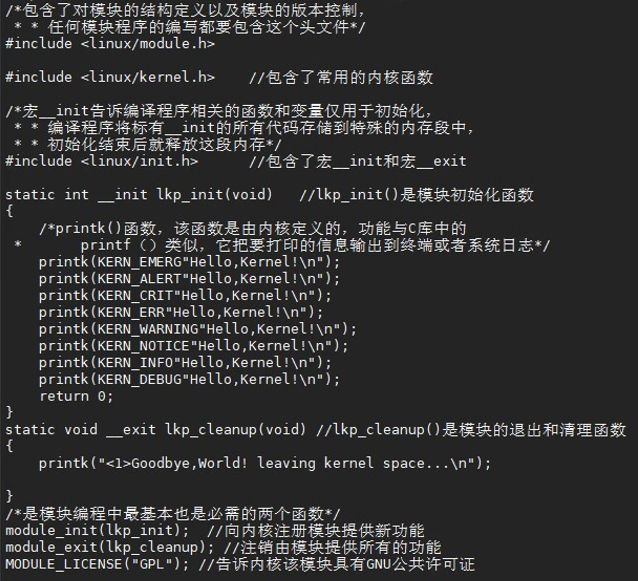 /*包含了对模块的结构定义以及模块的版本控制，
 * * 任何模块程序的编写都要包含这个头文件*/
#include <linux/module.h>

#include <linux/kernel.h>    //包含了常用的内核函数

/*宏__init告诉编译程序相关的函数和变量仅用于初始化，
 * * 编译程序将标有__init的所有代码存储到特殊的内存段中，
 * * 初始化结束后就释放这段内存*/
#include <linux/init.h>      //包含了宏__init和宏__exit

static int __init lkp_init(void)   //lkp_init()是模块初始化函数
{
    /*printk()函数，该函数是由内核定义的，功能与C库中的
 *       printf（）类似，它把要打印的信息输出到终端或者系统日志*/
    printk(KERN_EMERG"Hello,Kernel!\n");
    printk(KERN_ALERT"Hello,Kernel!\n");
    printk(KERN_CRIT"Hello,Kernel!\n");
    printk(KERN_ERR"Hello,Kernel!\n");
    printk(KERN_WARNING"Hello,Kernel!\n");
    printk(KERN_NOTICE"Hello,Kernel!\n");
    printk(KERN_INFO"Hello,Kernel!\n");
    printk(KERN_DEBUG"Hello,Kernel!\n");
    return 0;
}
static void __exit lkp_cleanup(void) //lkp_cleanup()是模块的退出和清理函数
{
    printk("<1>Goodbye,World! leaving kernel space...\n");

}
/*是模块编程中最基本也是必需的两个函数*/
module_init(lkp_init);  //向内核注册模块提供新功能
module_exit(lkp_cleanup); //注销由模块提供所有的功能
MODULE_LICENSE("GPL"); //告诉内核该模块具有GNU公共许可证